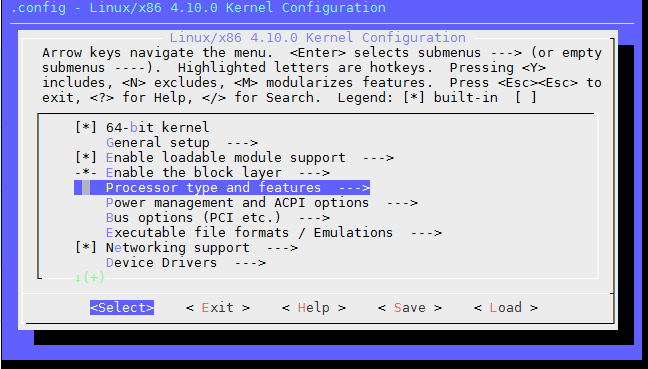 .config - Linux/x86 4.10.0 Kernel Configuration
Linux/x86 4.10.0 Kernel Configuration
Arrow keys navigate the menu.  <Enter> selects submenus ---> (or empty
submenus ----).  Highlighted letters are hotkeys.  Pressing <Y>
includes, <N> excludes, <M> modularizes features.  Press <Esc><Esc> to
exit, <?> for Help, </> for Search.  Legend: [*] built-in  [ ]
[*] 64-bit kernel
General setup  --->
[*] Enable loadable module support  --->
-*- Enable the block layer  --->
Processor type and features  --->
Power management and ACPI options  --->
Bus options (PCI etc.)  --->
Executable file formats / Emulations  --->
[*] Networking support  --->
Device Drivers  --->
↓(+)
<Select>    < Exit >    < Help >    < Save >    < Load >